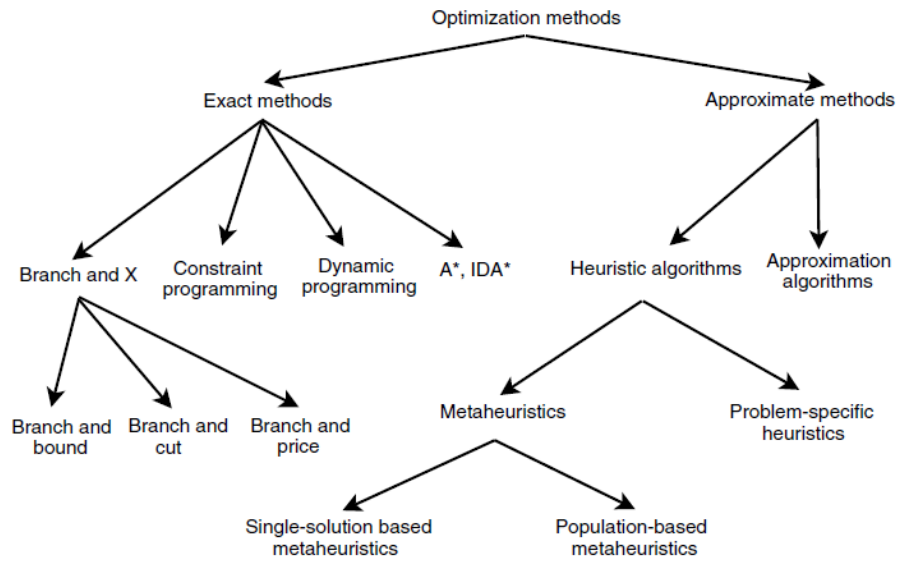 Optimization methods
Exact methods
Approximate methods
Branch and X
Constraint
programming
Dynamic
programming
A*, IDA*
Heuristic algorithms
Approximation
algorithms
Branch and
bound
Branch and
cut
Branch and
price
Metaheuristics
Problem-specific
heuristics
Single-solution based
metaheuristics
Population-based
metaheuristics